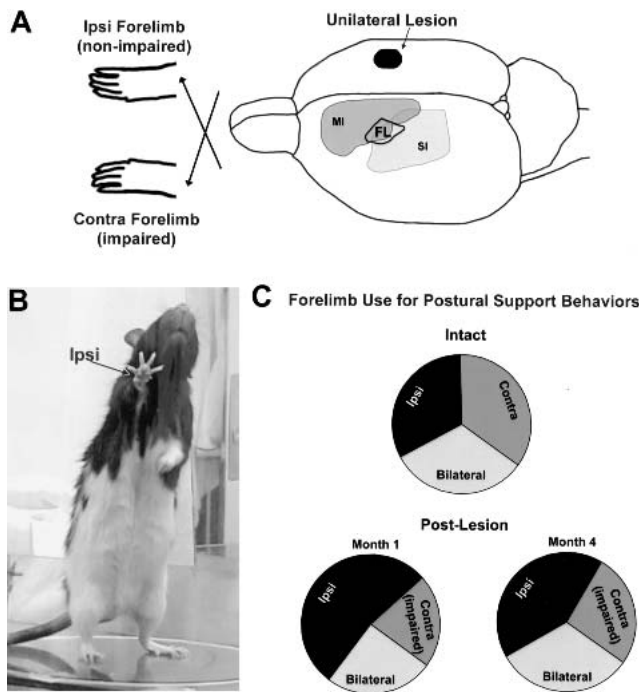 A
Ipsi Forelimb
(non-impaired)
Unilateral Lesion
MI
FL
SI
Contra Forelimb
(impaired)
B
Ipsi
C
Forelimb Use for Postural Support Behaviors
Intact
Ipsi
Contra
Bilateral
Post-Lesion
Month 1
Ipsi
Contra
(impaired)
Bilateral
Month 4
Ipsi
Contra
(impaired)
Bilateral